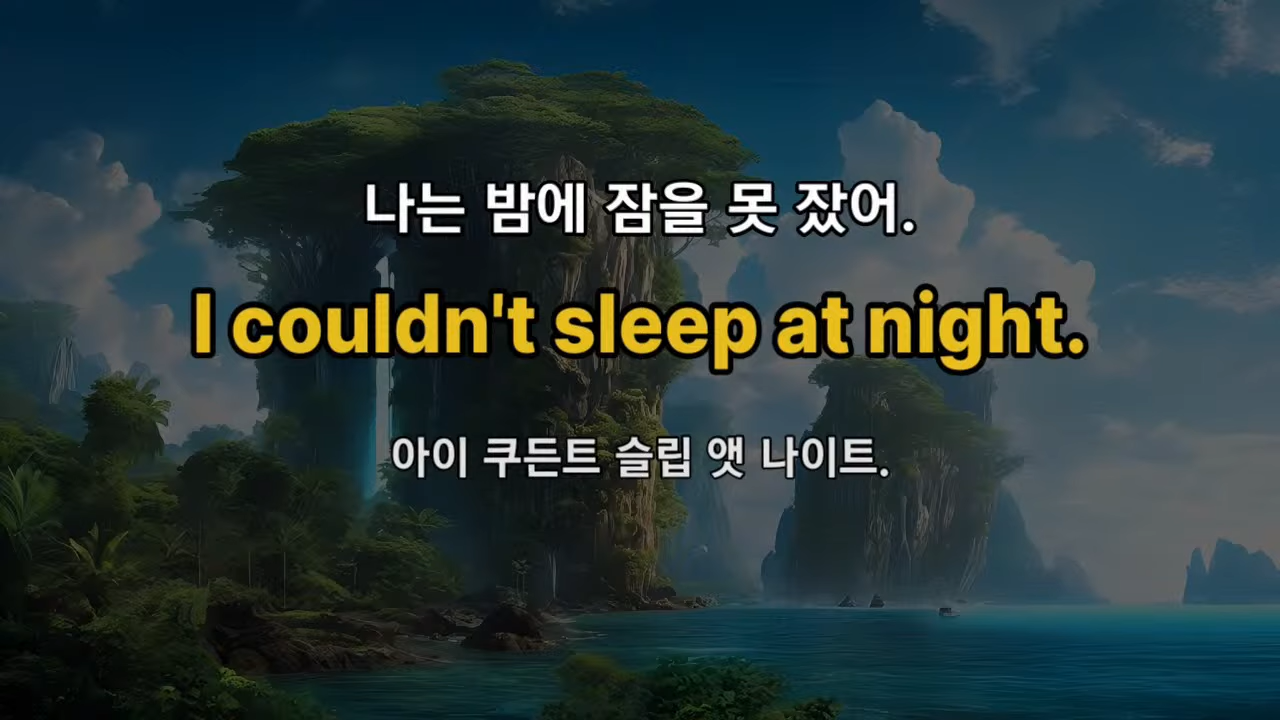 나는 밤에 잠을 못 잤어.
I couldn't sleep at night.
아이 쿠든트 슬립 앳 나이트.